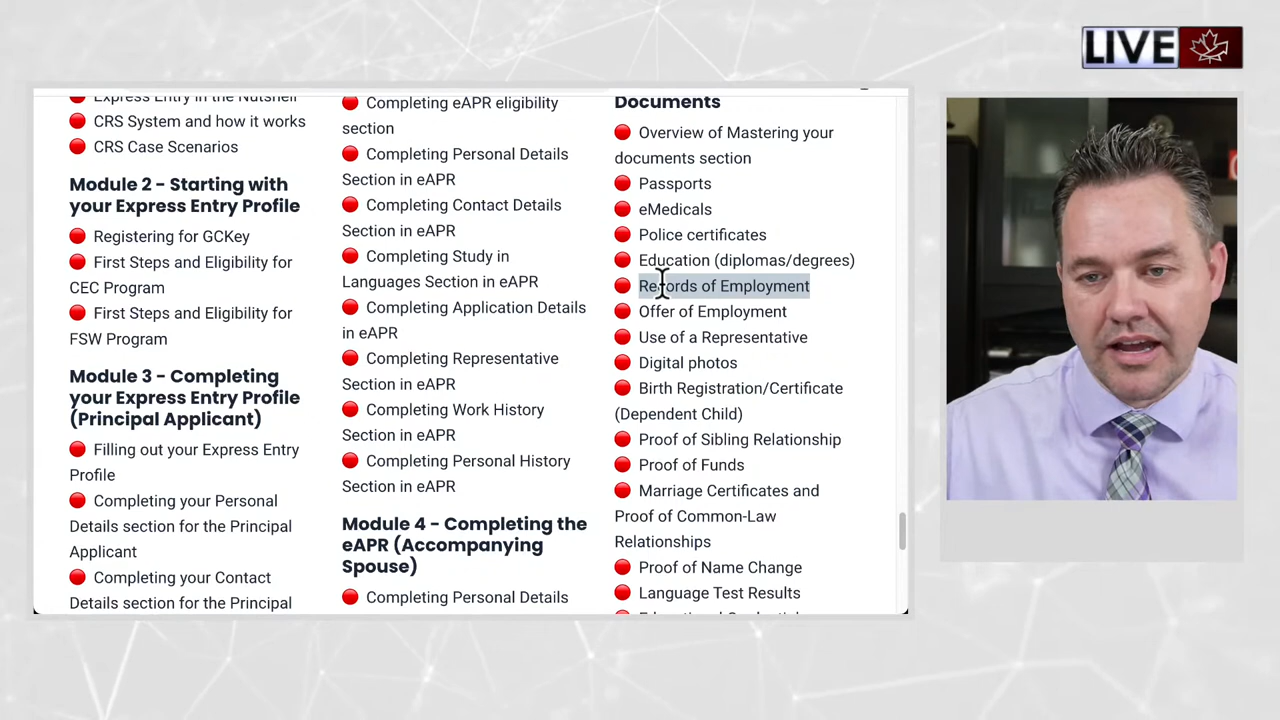 LIVE
Express Entry in the Nutshell
CRS System and how it works
CRS Case Scenarios
Module 2 - Starting with
your Express Entry Profile
Registering for GCKey
First Steps and Eligibility for
CEC Program
First Steps and Eligibility for
FSW Program
Module 3 - Completing
your Express Entry Profile
(Principal Applicant)
Filling out your Express Entry
Profile
Completing your Personal
Details section for the Principal
Applicant
Completing your Contact
Details section for the Principal
Completing eAPR eligibility
section
Completing Personal Details
Section in eAPR
Completing Contact Details
Section in eAPR
Completing Study in
Languages Section in eAPR
Completing Application Details
in eAPR
Completing Representative
Section in eAPR
Completing Work History
Section in eAPR
Completing Personal History
Section in eAPR
Module 4 - Completing the
eAPR (Accompanying
Spouse)
Completing Personal Details
Documents
Overview of Mastering your
documents section
Passports
eMedicals
Police certificates
Education (diplomas/degrees)
Records of Employment
Offer of Employment
Use of a Representative
Digital photos
Birth Registration/Certificate
(Dependent Child)
Proof of Sibling Relationship
Proof of Funds
Marriage Certificates and
Proof of Common-Law
Relationships
Proof of Name Change
Language Test Results